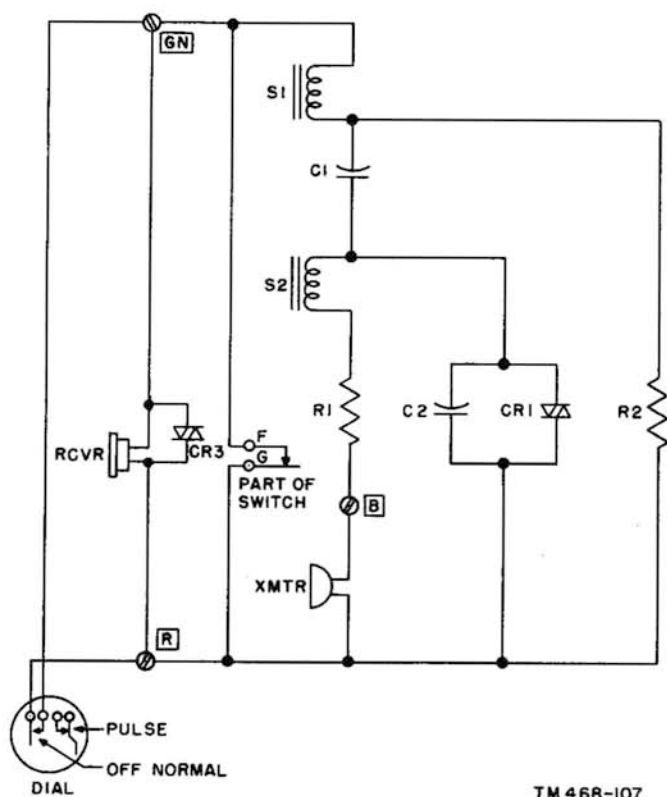 GN
S1
C1
S2
R1
C2
CR1
R2
RCVR
CR3
F
G
PART OF
SWITCH
B
XMTR
R
PULSE
OFF NORMAL
DIAL
TM 468-107